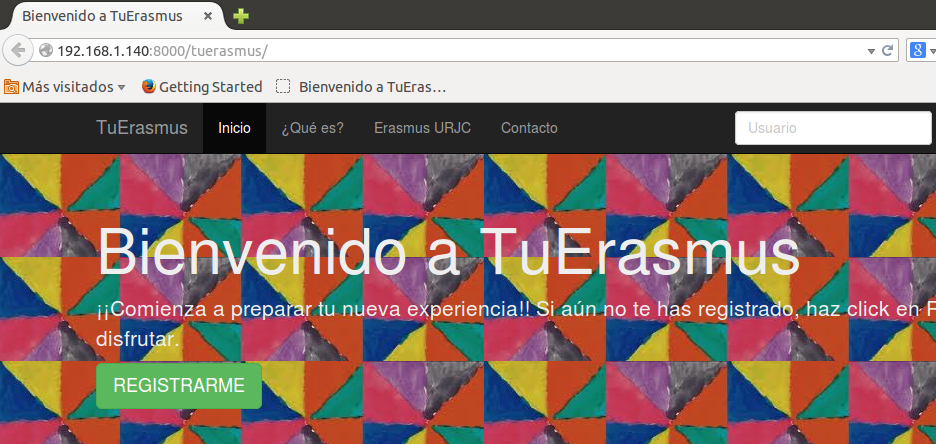 Bienvenido a TuErasmus
192.168.1.140:8000/tuerasmus/
Más visitados Getting Started Bienvenido a TuEras...
TuErasmus Inicio ¿Qué es? Erasmus URJC Contacto Usuario
Bienvenido a TuErasmus
¡¡Comienza a preparar tu nueva experiencia!! Si aún no te has registrado, haz click en
disfrutar.
REGISTRARME